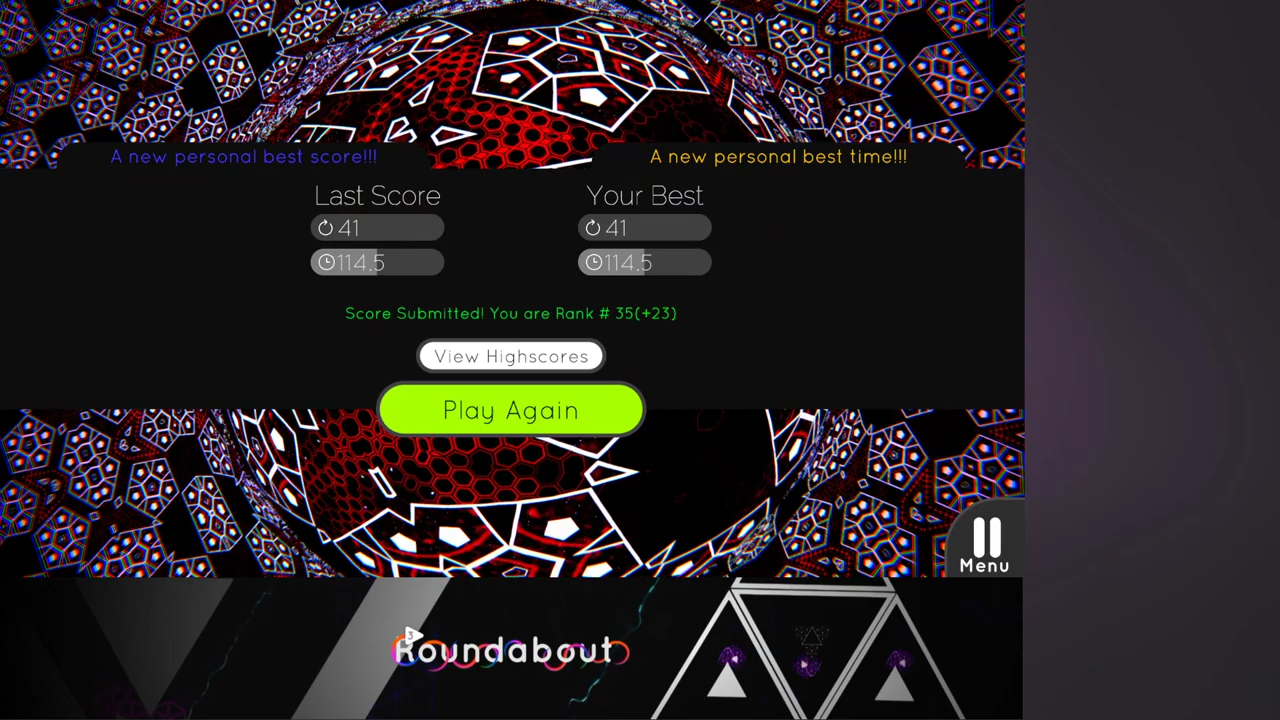 A new personal best score!!!
A new personal best time!!!
Last Score
Your Best
41
41
114.5
114.5
Score Submitted! You are Rank # 35(+23)
View Highscores
Play Again
Menu
3
Roundabout